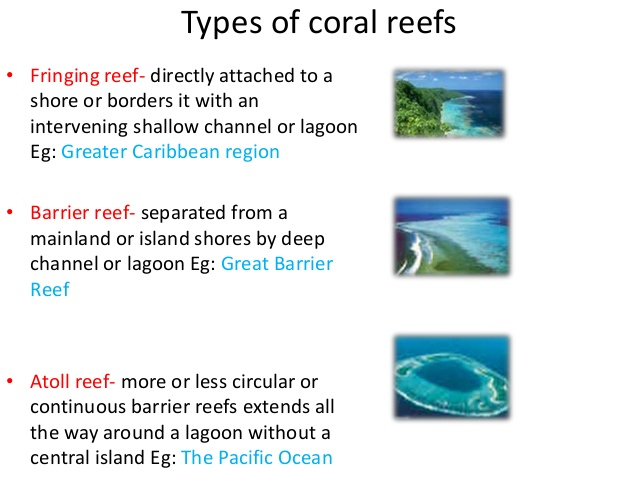 Types of coral reefs
• Fringing reef- directly attached to a
shore or borders it with an
intervening shallow channel or lagoon
Eg: Greater Caribbean region
• Barrier reef- separated from a
mainland or island shores by deep
channel or lagoon Eg: Great Barrier
Reef
• Atoll reef- more or less circular or
continuous barrier reefs extends all
the way around a lagoon without a
central island Eg: The Pacific Ocean